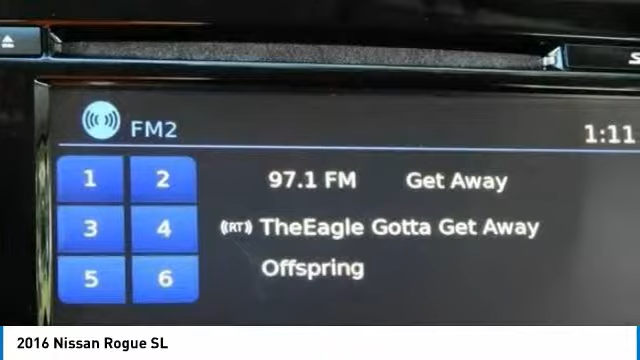 FM2
1:11
1 2
97.1 FM Get Away
3 4
(RT) TheEagle Gotta Get Away
Offspring
5 6
2016 Nissan Rogue SL